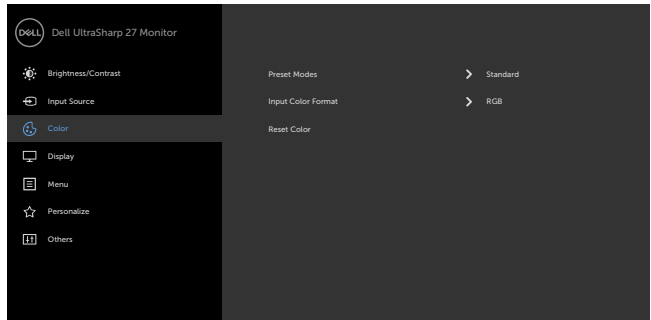 DELL Dell UltraSharp 27 Monitor
Brightness/Contrast
Input Source
Color
Display
Menu
Personalize
Others
Preset Modes Standard
Input Color Format RGB
Reset Color